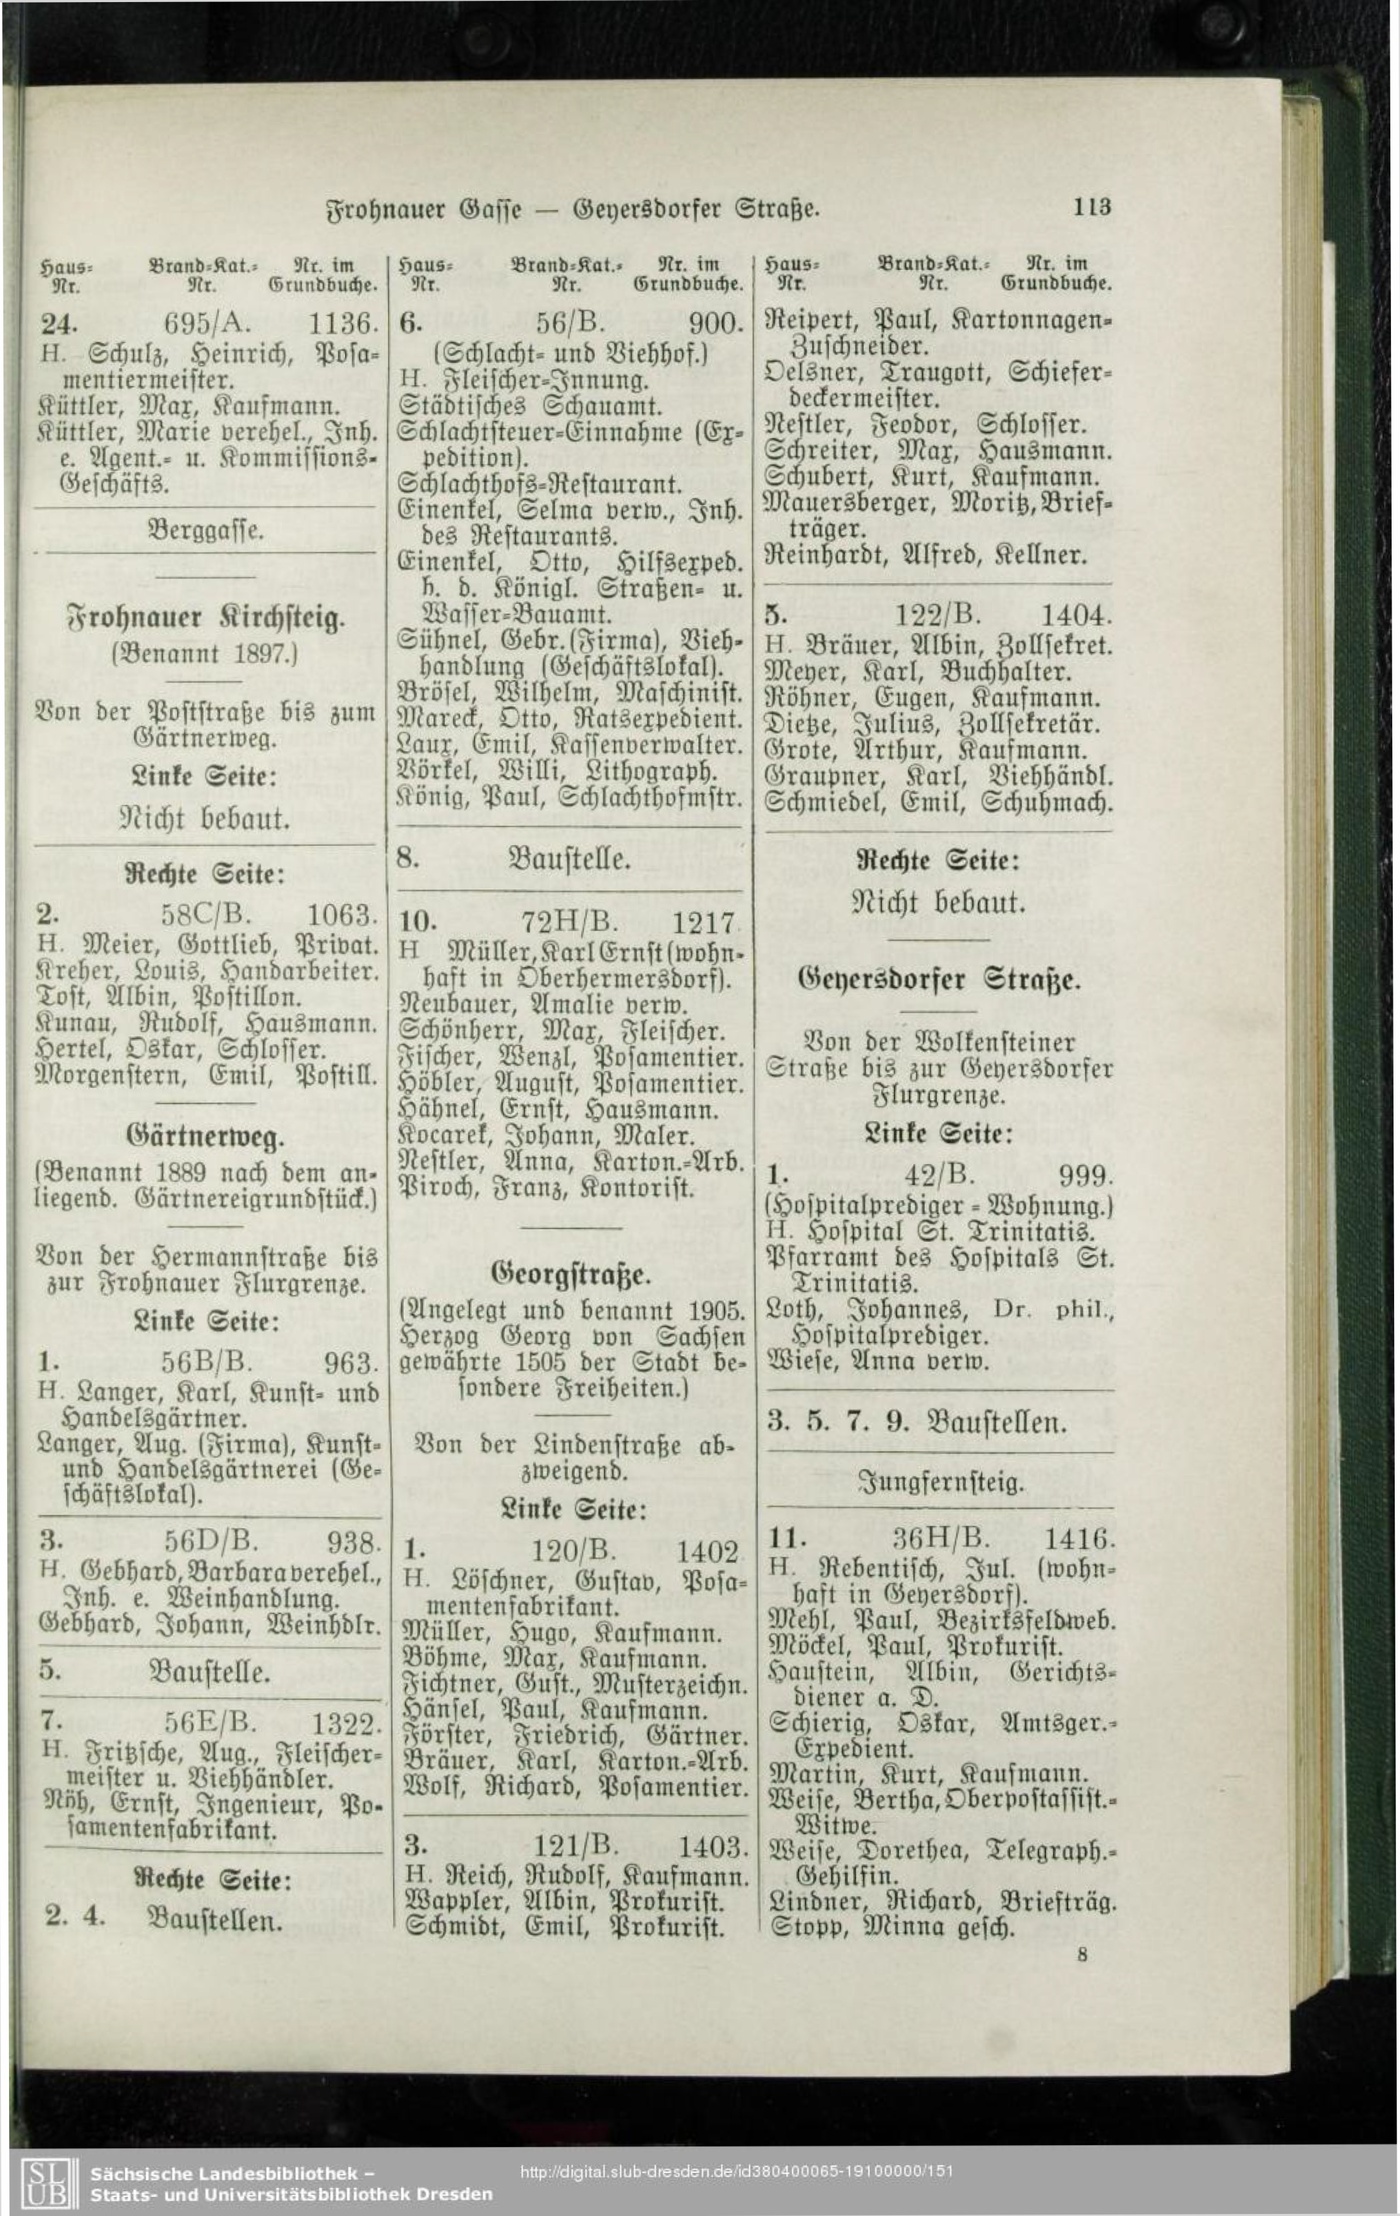 Frohnauer Gasse — Geyersdorfer Straße. 113
Haus= Brand=Kat.= Nr. im
Nr. Nr. Grundbuche.
24. 695/A. 1136.
H. Schulz, Heinrich, Posa=
mentiermeister.
Küttler, Max, Kaufmann.
Küttler, Marie verehel., Inh.
e. Agent.= u. Kommissions=
Geschäfts.
Berggasse.
Frohnauer Kirchsteig.
(Benannt 1897.)
Von der Poststraße bis zum
Gärtnerweg.
Linke Seite:
Nicht bebaut.
Rechte Seite:
2. 58C/B. 1063.
H. Meier, Gottlieb, Privat.
Kreher, Louis, Handarbeiter.
Tost, Albin, Postillon.
Kunau, Rudolf, Hausmann.
Hertel, Oskar, Schlosser.
Morgenstern, Emil, Postill.
Gärtnerweg.
(Benannt 1889 nach dem an=
liegend. Gärtnereigrundstück.)
Von der Hermannstraße bis
zur Frohnauer Flurgrenze.
Linke Seite:
1. 56B/B. 963.
H. Langer, Karl, Kunst= und
Handelsgärtner.
Langer, Aug. (Firma), Kunst=
und Handelsgärtnerei (Ge=
schäftslokal).
3. 56D/B. 938.
H. Gebhard, Barbara verehel.,
Inh. e. Weinhandlung.
Gebhard, Johann, Weinhdlr.
5. Baustelle.
7. 56E/B. 1322.
H. Fritzsche, Aug., Fleischer=
meister u. Viehhändler.
Röh, Ernst, Ingenieur, Po=
samentenfabrikant.
Rechte Seite:
2. 4. Baustellen.
Haus= Brand=Kat.= Nr. im
Nr. Nr. Grundbuche.
6. 56/B. 900.
(Schlacht= und Viehhof.)
H. Fleischer=Innung.
Städtisches Schauamt.
Schlachtsteuer=Einnahme (Ex=
pedition).
Schlachthofs=Restaurant.
Einenkel, Selma verw., Inh.
des Restaurants.
Einenkel, Otto, Hilfsexped.
b. d. Königl. Straßen= u.
Wasser=Bauamt.
Sühnel, Gebr. (Firma), Vieh=
handlung (Geschäftslokal).
Brösel, Wilhelm, Maschinist.
Mareck, Otto, Ratsexpedient.
Laux, Emil, Kassenverwalter.
Börkel, Willi, Lithograph.
König, Paul, Schlachthofmstr.
8. Baustelle.
10. 72H/B. 1217
H Müller, Karl Ernst (wohn=
haft in Oberhermersdorf).
Neubauer, Amalie verw.
Schönherr, Max, Fleischer.
Fischer, Wenzl, Posamentier.
Höbler, August, Posamentier.
Hähnel, Ernst, Hausmann.
Kocarek, Johann, Maler.
Nestler, Anna, Karton.=Arb.
Piroch, Franz, Kontorist.
Georgstraße.
(Angelegt und benannt 1905.
Herzog Georg von Sachsen
gewährte 1505 der Stadt be=
sondere Freiheiten.)
Von der Lindenstraße ab=
zweigend.
Linke Seite:
1. 120/B. 1402
H. Löschner, Gustav, Posa=
mentenfabrikant.
Müller, Hugo, Kaufmann.
Böhme, Max, Kaufmann.
Fichtner, Gust., Musterzeichn.
Hänsel, Paul, Kaufmann.
Förster, Friedrich, Gärtner.
Bräuer, Karl, Karton.=Arb.
Wolf, Richard, Posamentier.
3. 121/B. 1403.
H. Reich, Rudolf, Kaufmann.
Wappler, Albin, Prokurist.
Schmidt, Emil, Prokurist.
Haus= Brand=Kat.= Nr. im
Nr. Nr. Grundbuche.
Reipert, Paul, Kartonnagen=
Zuschneider.
Oelsner, Traugott, Schiefer=
deckermeister.
Nestler, Feodor, Schlosser.
Schreiter, Max, Hausmann.
Schubert, Kurt, Kaufmann.
Mauersberger, Moritz, Brief=
träger.
Reinhardt, Alfred, Kellner.
5. 122/B. 1404.
H. Bräuer, Albin, Zollsekret.
Meyer, Karl, Buchhalter.
Röhner, Eugen, Kaufmann.
Dietze, Julius, Zollsekretär.
Grote, Arthur, Kaufmann.
Graupner, Karl, Viehhändl.
Schmiedel, Emil, Schuhmach.
Rechte Seite:
Nicht bebaut.
Geyersdorfer Straße.
Von der Wolkensteiner
Straße bis zur Geyersdorfer
Flurgrenze.
Linke Seite:
1. 42/B. 999.
(Hospitalprediger = Wohnung.)
H. Hospital St. Trinitatis.
Pfarramt des Hospitals St.
Trinitatis.
Loth, Johannes, Dr. phil.,
Hospitalprediger.
Wiese, Anna verw.
3. 5. 7. 9. Baustellen.
Jungfernsteig.
11. 36H/B. 1416.
H. Rebentisch, Jul. (wohn=
haft in Geyersdorf).
Mehl, Paul, Bezirksfeldweb.
Möckel, Paul, Prokurist.
Haustein, Albin, Gerichts=
diener a. D.
Schierig, Oskar, Amtsger.=
Expedient.
Martin, Kurt, Kaufmann.
Weise, Bertha, Oberpostassist.=
Witwe.
Weise, Dorethea, Telegraph.=
Gehilfin.
Lindner, Richard, Briefträg.
Stopp, Minna gesch.
8
SLUB
Sächsische Landesbibliothek –
Staats- und Universitätsbibliothek Dresden
http://digital.slub-dresden.de/id380400065-19100000/151